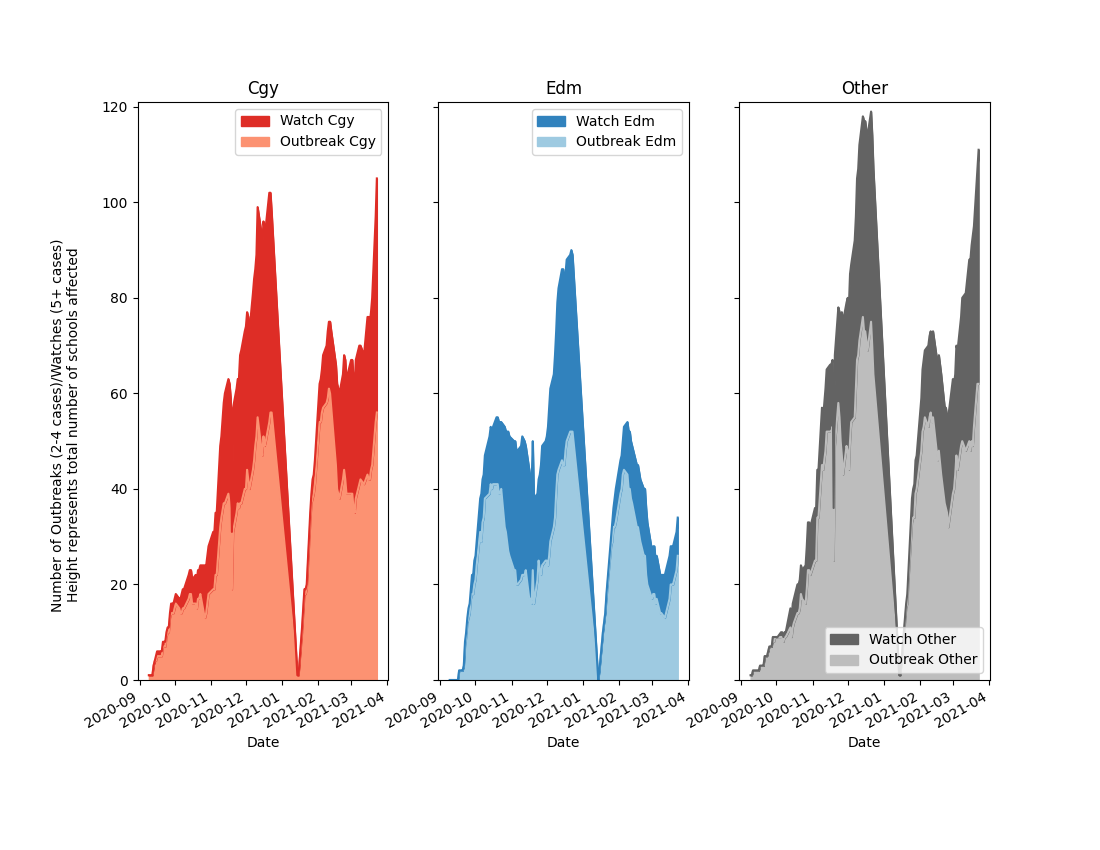 Cgy
Edm
Other
Number of Outbreaks (2-4 cases)/Watches (5+ cases)
Height represents total number of schools affected
120
100
80
60
40
20
0
Watch Cgy
Outbreak Cgy
Watch Edm
Outbreak Edm
Watch Other
Outbreak Other
2020-09
2020-10
2020-11
2020-12
2021-01
2021-02
2021-03
2021-04
2020-09
2020-10
2020-11
2020-12
2021-01
2021-02
2021-03
2021-04
2020-09
2020-10
2020-11
2020-12
2021-01
2021-02
2021-03
2021-04
Date
Date
Date